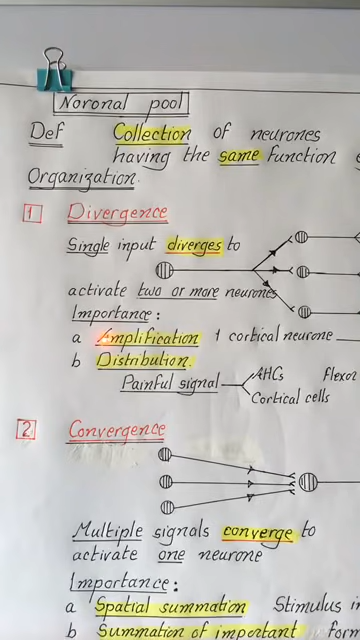 Noronal pool
Def Collection of neurones
having the same function
Organization.
1 Divergence
Single input diverges to
activate two or more neurones
Importance:
a Amplification 1 cortical neurone
b Distribution.
Painful signal AHCs Flexor
Cortical cells
2 Convergence
Multiple signals converge to
activate one neurone
Importance:
a Spatial summation Stimulus
b Summation of important